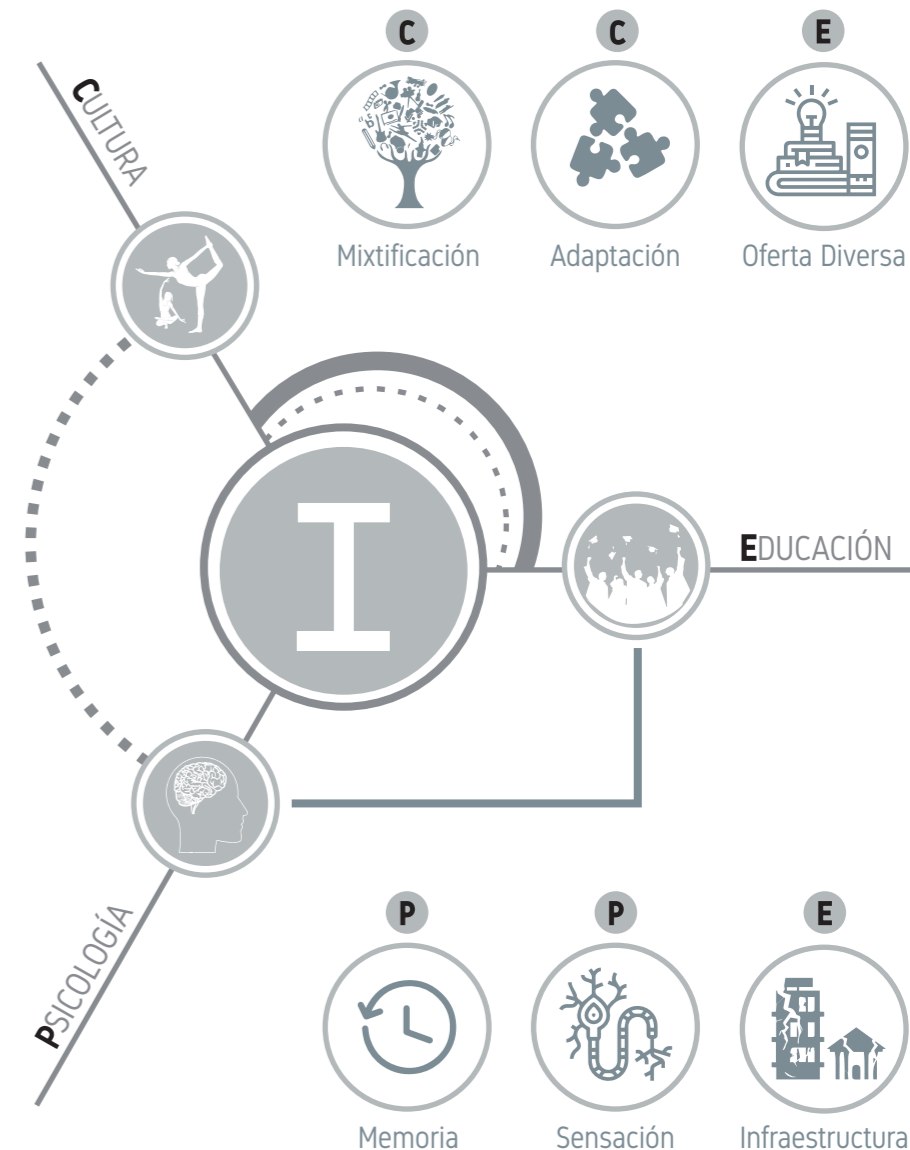 C C E
Mixtificación Adaptación Oferta Diversa
CULTURA
I
EDUCACIÓN
PSICOLOGÍA
P P E
Memoria Sensación Infraestructura